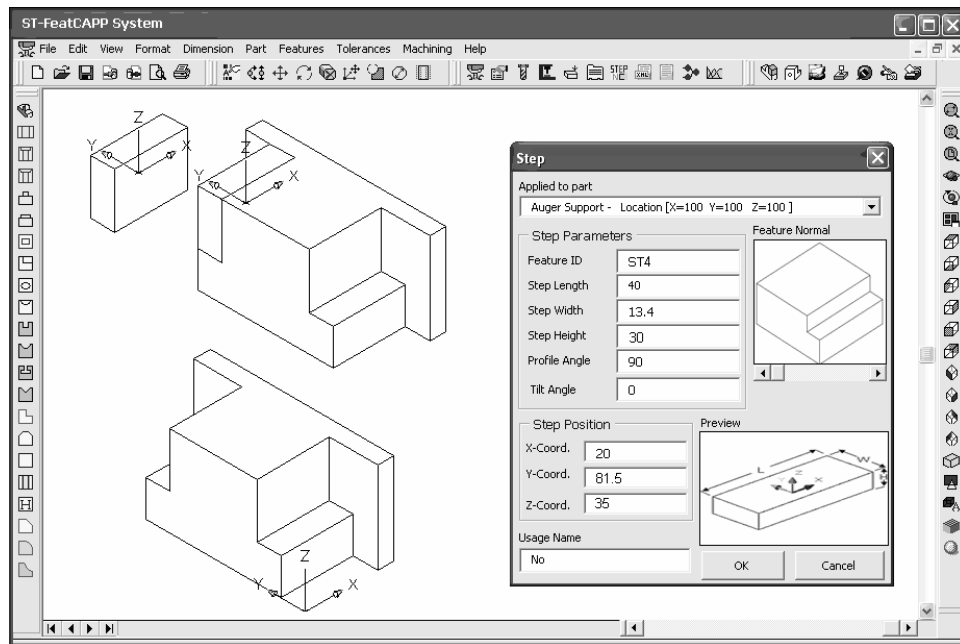 ST-FeatCAPP System
File Edit View Format Dimension Part Features Tolerances Machining Help
STEP NC
XML
Z
Y X
Z
Y X
Z
Y X
Step
Applied to part
Auger Support - Location [X=100 Y=100 Z=100 ]
Step Parameters
Feature ID ST4
Step Length 40
Step Width 13.4
Step Height 30
Profile Angle 90
Tilt Angle 0
Feature Normal
Step Position
X-Coord. 20
Y-Coord. 81.5
Z-Coord. 35
Preview
L W H
Z
Y X
Usage Name
No
OK Cancel